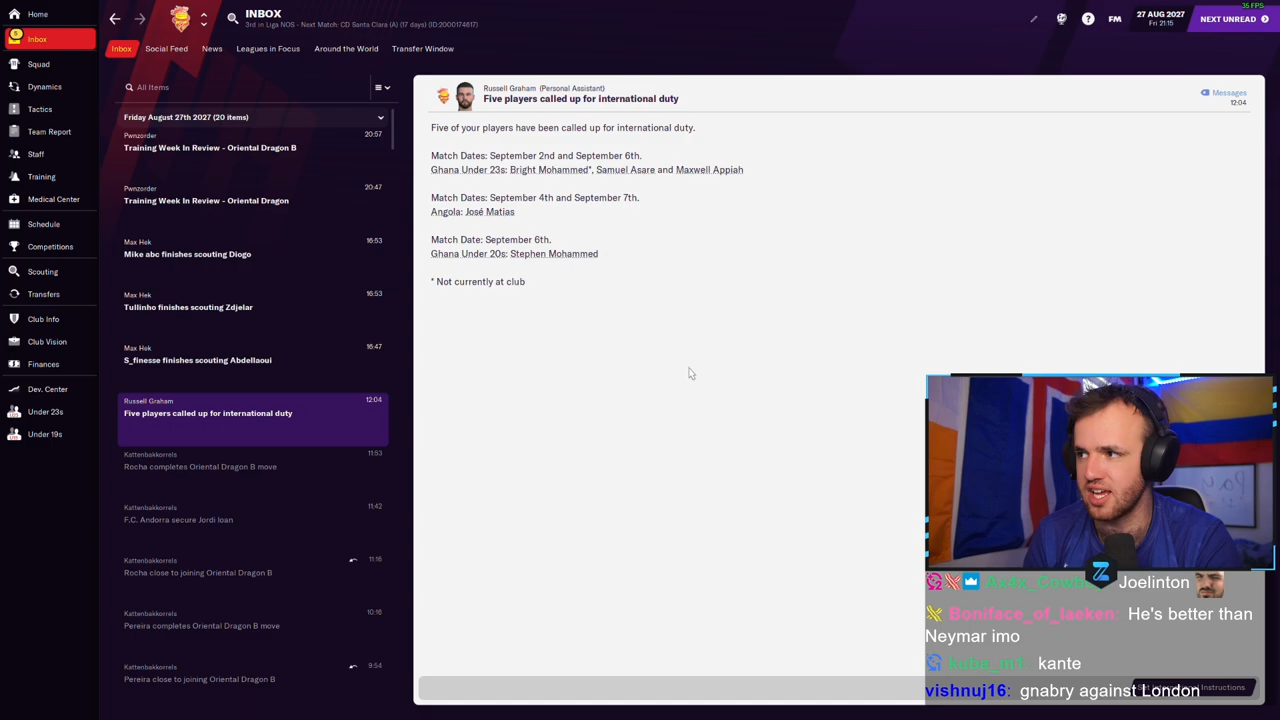 35 FPS
Home
INBOX
3rd in Liga NOS - Next Match: CD Santa Clara (A) (17 days) (ID:2000174617)
FM
27 AUG 2027
Fri 21:15
NEXT UNREAD
5
Inbox
Squad
Dynamics
Tactics
Team Report
Staff
Training
Medical Center
Schedule
Competitions
Scouting
Transfers
Club Info
Club Vision
Finances
Dev. Center
Under 23s
Under 19s
Inbox
Social Feed
News
Leagues in Focus
Around the World
Transfer Window
All Items
Friday August 27th 2027 (20 items)
Pwnzorder 20:57
Training Week In Review - Oriental Dragon B
Pwnzorder 20:47
Training Week In Review - Oriental Dragon
Max Hek 16:53
Mike abc finishes scouting Diogo
Max Hek 16:53
Tullinho finishes scouting Zdjelar
Max Hek 16:47
S_finesse finishes scouting Abdellaoui
Russell Graham 12:04
Five players called up for international duty
Kattenbakkorrels 11:53
Rocha completes Oriental Dragon B move
Kattenbakkorrels 11:42
F.C. Andorra secure Jordi loan
Kattenbakkorrels 11:16
Rocha close to joining Oriental Dragon B
Kattenbakkorrels 10:16
Pereira completes Oriental Dragon B move
Kattenbakkorrels 9:54
Pereira close to joining Oriental Dragon B
Russell Graham (Personal Assistant)
Five players called up for international duty
Messages
12:04
Five of your players have been called up for international duty.
Match Dates: September 2nd and September 6th.
Ghana Under 23s: Bright Mohammed*, Samuel Asare and Maxwell Appiah
Match Dates: September 4th and September 7th.
Angola: José Matias
Match Date: September 6th.
Ghana Under 20s: Stephen Mohammed
* Not currently at club
Joelinton
Boniface_of_laeken: He's better than
Neymar imo
kante
vishnuj16: gnabry against London
Instructions